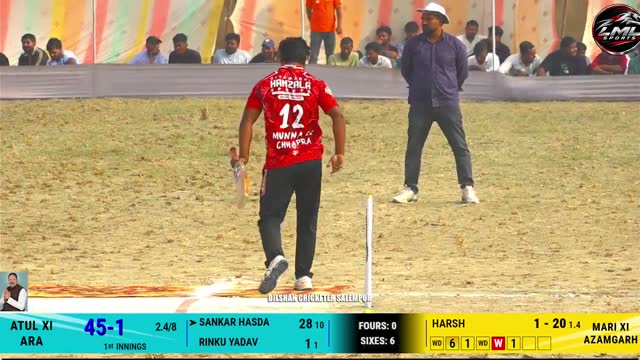 LML
SPORTS
HAMZALA
12
MUNNA
CHHAPRA
DILSHAN CRICKETER SALEMPUR
ATUL XI
ARA
45-1
2.4/8
1st INNINGS
SANKAR HASDA 28 10
RINKU YADAV 1 1
FOURS: 0
SIXES: 6
HARSH 1 - 20 1.4
WD 6 1 WD W 1
MARI XI
AZAMGARH